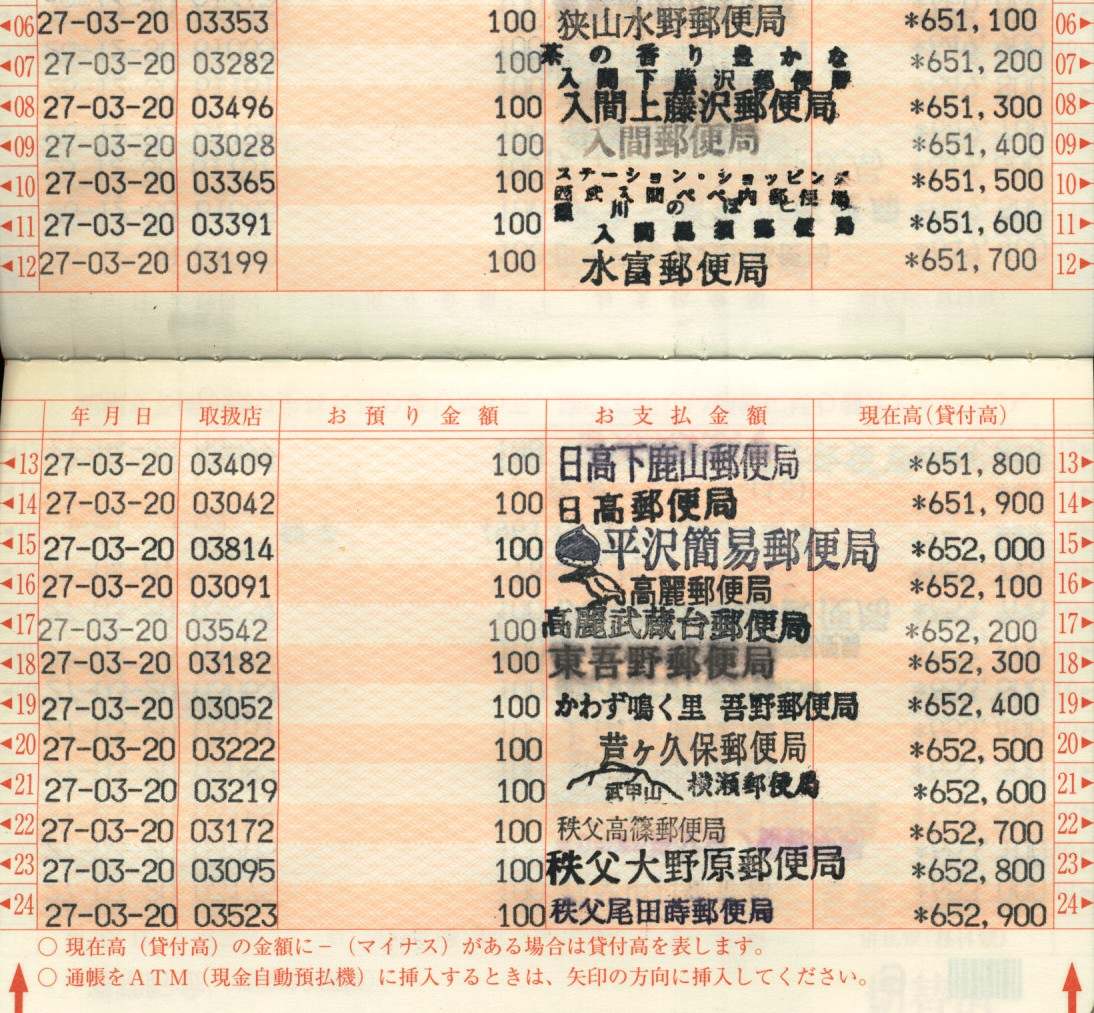 06 27-03-20 03353 100 狭山水野郵便局 *651,100 06
07 27-03-20 03282 100 茶の香り豊かな *651,200 07
入間下藤沢郵便局
08 27-03-20 03496 100 入間上藤沢郵便局 *651,300 08
09 27-03-20 03028 100 入間郵便局 *651,400 09
10 27-03-20 03365 100 ステーション・ショッピング *651,500 10
西武入間ぺぺ内郵便局
11 27-03-20 03391 100 霞川のほとり *651,600 11
入間黒須郵便局
12 27-03-20 03199 100 水富郵便局 *651,700 12
年月日 取扱店 お預り金額 お支払金額 現在高(貸付高)
13 27-03-20 03409 100 日高下鹿山郵便局 *651,800 13
14 27-03-20 03042 100 日高郵便局 *651,900 14
15 27-03-20 03814 100 平沢簡易郵便局 *652,000 15
16 27-03-20 03091 100 高麗郵便局 *652,100 16
17 27-03-20 03542 100 高麗武蔵台郵便局 *652,200 17
18 27-03-20 03182 100 東吾野郵便局 *652,300 18
19 27-03-20 03052 100 かわず鳴く里 吾野郵便局 *652,400 19
20 27-03-20 03222 100 芦ヶ久保郵便局 *652,500 20
21 27-03-20 03219 100 武甲山 横瀬郵便局 *652,600 21
22 27-03-20 03172 100 秩父高篠郵便局 *652,700 22
23 27-03-20 03095 100 秩父大野原郵便局 *652,800 23
24 27-03-20 03523 100 秩父尾田蒔郵便局 *652,900 24
○ 現在高(貸付高)の金額に-(マイナス)がある場合は貸付高を表します。
○ 通帳をATM(現金自動預払機)に挿入するときは、矢印の方向に挿入してください。